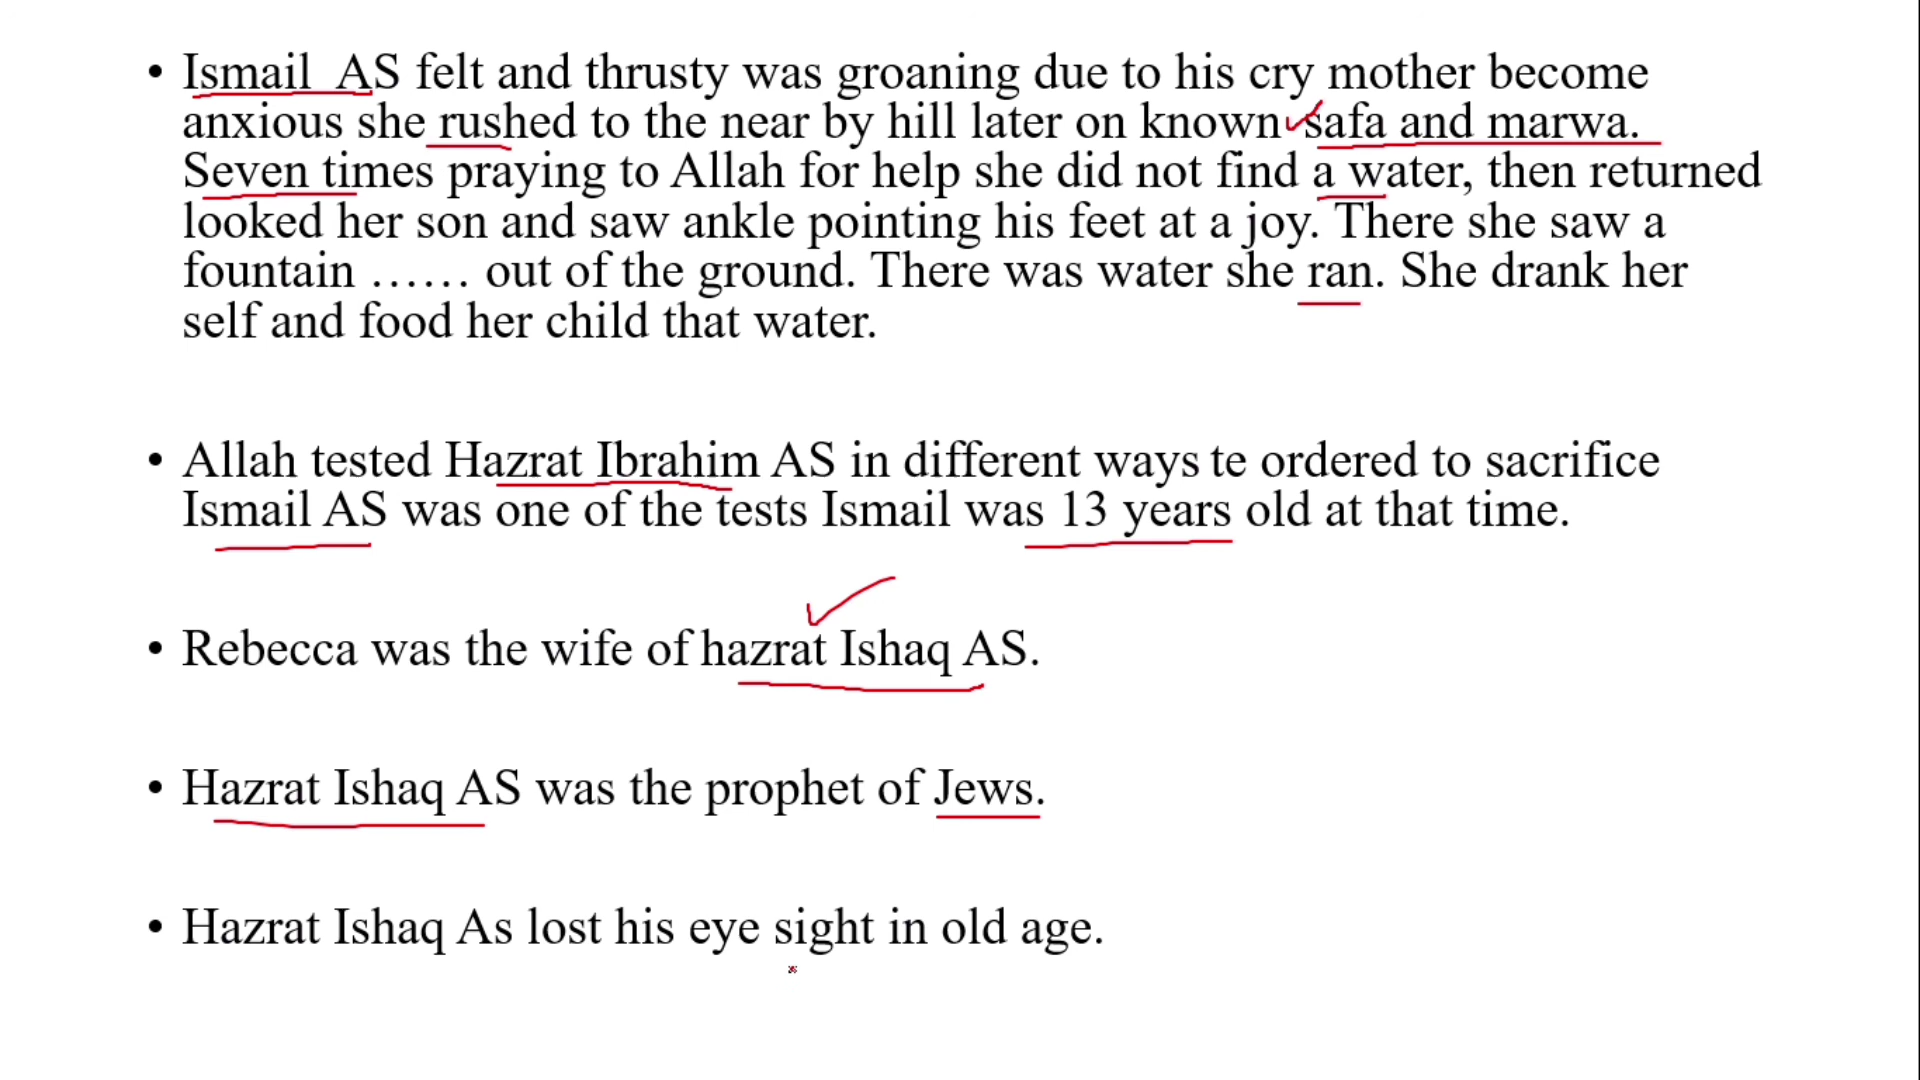 • Ismail AS felt and thrusty was groaning due to his cry mother become
anxious she rushed to the near by hill later on known safa and marwa.
Seven times praying to Allah for help she did not find a water, then returned
looked her son and saw ankle pointing his feet at a joy. There she saw a
fountain …… out of the ground. There was water she ran. She drank her
self and food her child that water.
• Allah tested Hazrat Ibrahim AS in different ways te ordered to sacrifice
Ismail AS was one of the tests Ismail was 13 years old at that time.
• Rebecca was the wife of hazrat Ishaq AS.
• Hazrat Ishaq AS was the prophet of Jews.
• Hazrat Ishaq As lost his eye sight in old age.